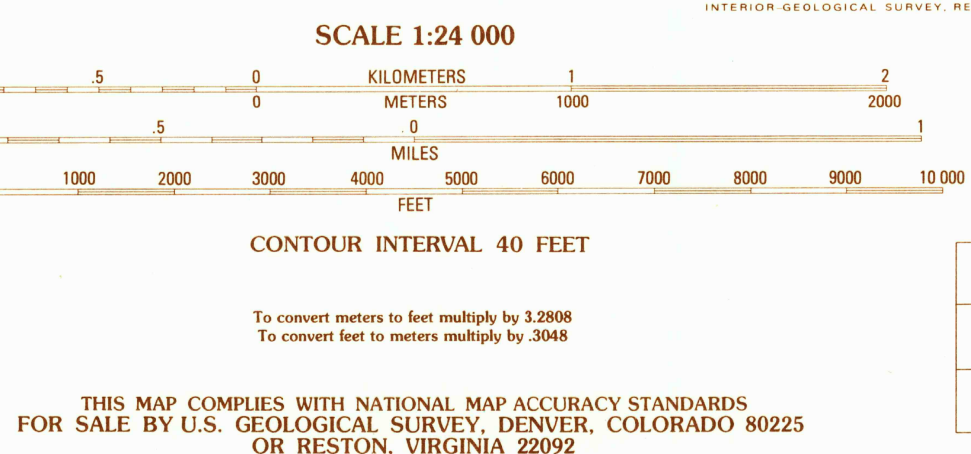 INTERIOR-GEOLOGICAL SURVEY, RE
SCALE 1:24 000
.5 0 KILOMETERS 1 2
0 METERS 1000 2000
.5 0 1
MILES
1000 2000 3000 4000 5000 6000 7000 8000 9000 10 000
FEET
CONTOUR INTERVAL 40 FEET
To convert meters to feet multiply by 3.2808
To convert feet to meters multiply by .3048
THIS MAP COMPLIES WITH NATIONAL MAP ACCURACY STANDARDS
FOR SALE BY U.S. GEOLOGICAL SURVEY, DENVER, COLORADO 80225
OR RESTON, VIRGINIA 22092